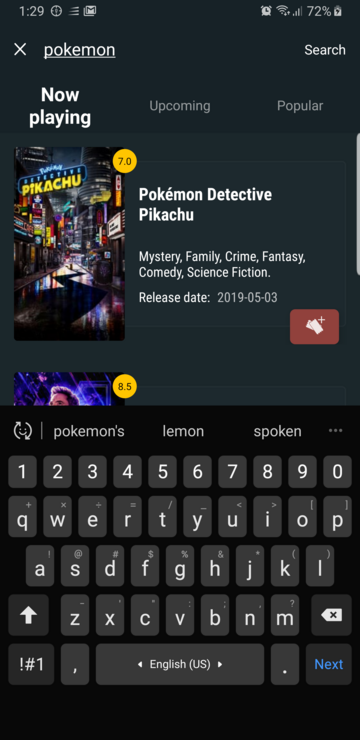 1:29
72%
pokemon
Search
Now
playing
Upcoming
Popular
7.0
POKÉMON
DETECTIVE
PIKACHU
Pokémon Detective
Pikachu
Mystery, Family, Crime, Fantasy,
Comedy, Science Fiction.
Release date: 2019-05-03
8.5
pokemon's lemon spoken
1 2 3 4 5 6 7 8 9 0
+ × ÷ = / _ < > [ ]
q w e r t y u i o p
! @ # $ % & * ( )
a s d f g h j k l
- ' " : ; , ?
z x c v b n m
!#1 , English (US) . Next